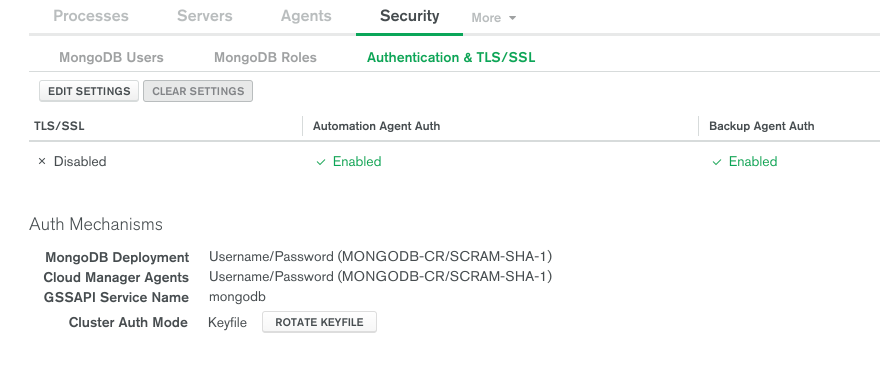 Processes Servers Agents Security More
MongoDB Users MongoDB Roles Authentication & TLS/SSL
EDIT SETTINGS CLEAR SETTINGS
TLS/SSL Automation Agent Auth Backup Agent Auth
× Disabled ✓ Enabled ✓ Enabled
Auth Mechanisms
MongoDB Deployment Username/Password (MONGODB-CR/SCRAM-SHA-1)
Cloud Manager Agents Username/Password (MONGODB-CR/SCRAM-SHA-1)
GSSAPI Service Name mongodb
Cluster Auth Mode Keyfile ROTATE KEYFILE